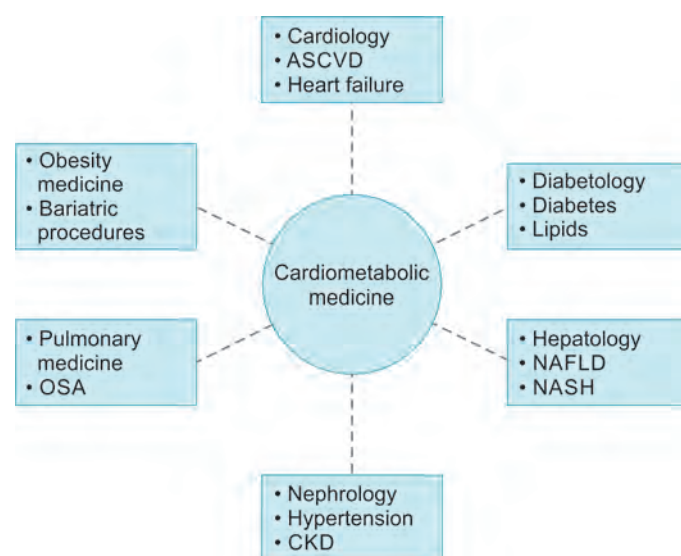 • Cardiology
• ASCVD
• Heart failure
• Obesity
medicine
• Bariatric
procedures
• Diabetology
• Diabetes
• Lipids
Cardiometabolic
medicine
• Pulmonary
medicine
• OSA
• Hepatology
• NAFLD
• NASH
• Nephrology
• Hypertension
• CKD